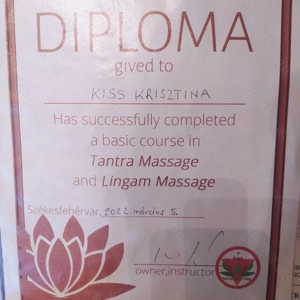 DIPLOMA
gived to
KISS KRISZTINA
Has successfully completed
a basic course in
Tantra Massage
and Lingam Massage
Székesfehérvár, 2022 március 5.
owner,instructor